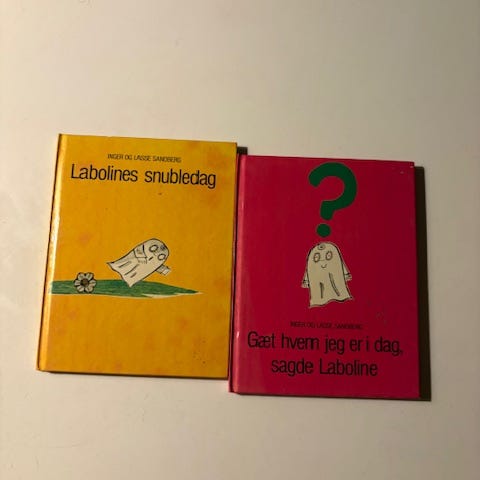 INGER OG LASSE SANDBERG
Labolines snubledag
?
INGER OG LASSE SANDBERG
Gæt hvem jeg er i dag,
sagde Laboline